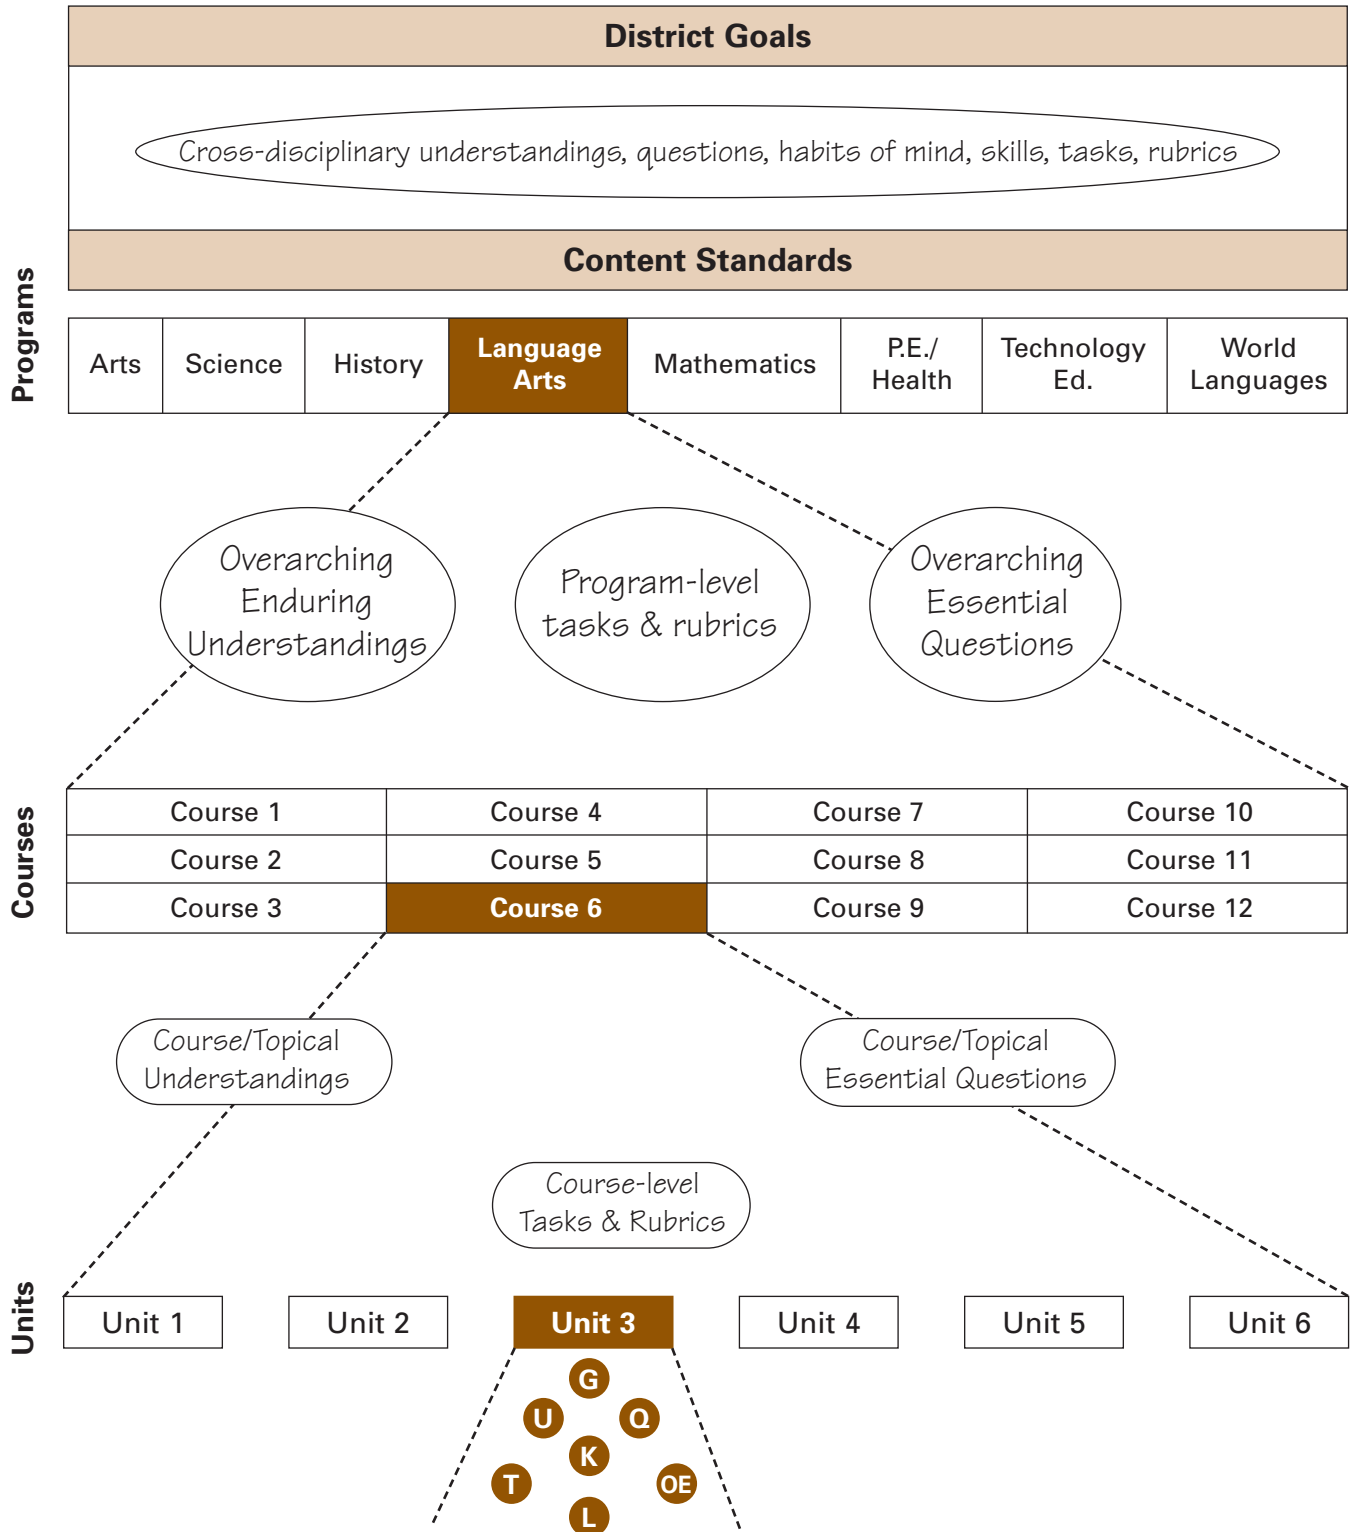 District Goals
Cross-disciplinary understandings, questions, habits of mind, skills, tasks, rubrics
Content Standards
Programs
Arts
Science
History
Language
Arts
Mathematics
P.E./
Health
Technology
Ed.
World
Languages
Overarching
Enduring
Understandings
Program-level
tasks & rubrics
Overarching
Essential
Questions
Courses
Course 1
Course 4
Course 7
Course 10
Course 2
Course 5
Course 8
Course 11
Course 3
Course 6
Course 9
Course 12
Course/Topical
Understandings
Course/Topical
Essential Questions
Course-level
Tasks & Rubrics
Units
Unit 1
Unit 2
Unit 3
Unit 4
Unit 5
Unit 6
G
U
Q
K
T
OE
L